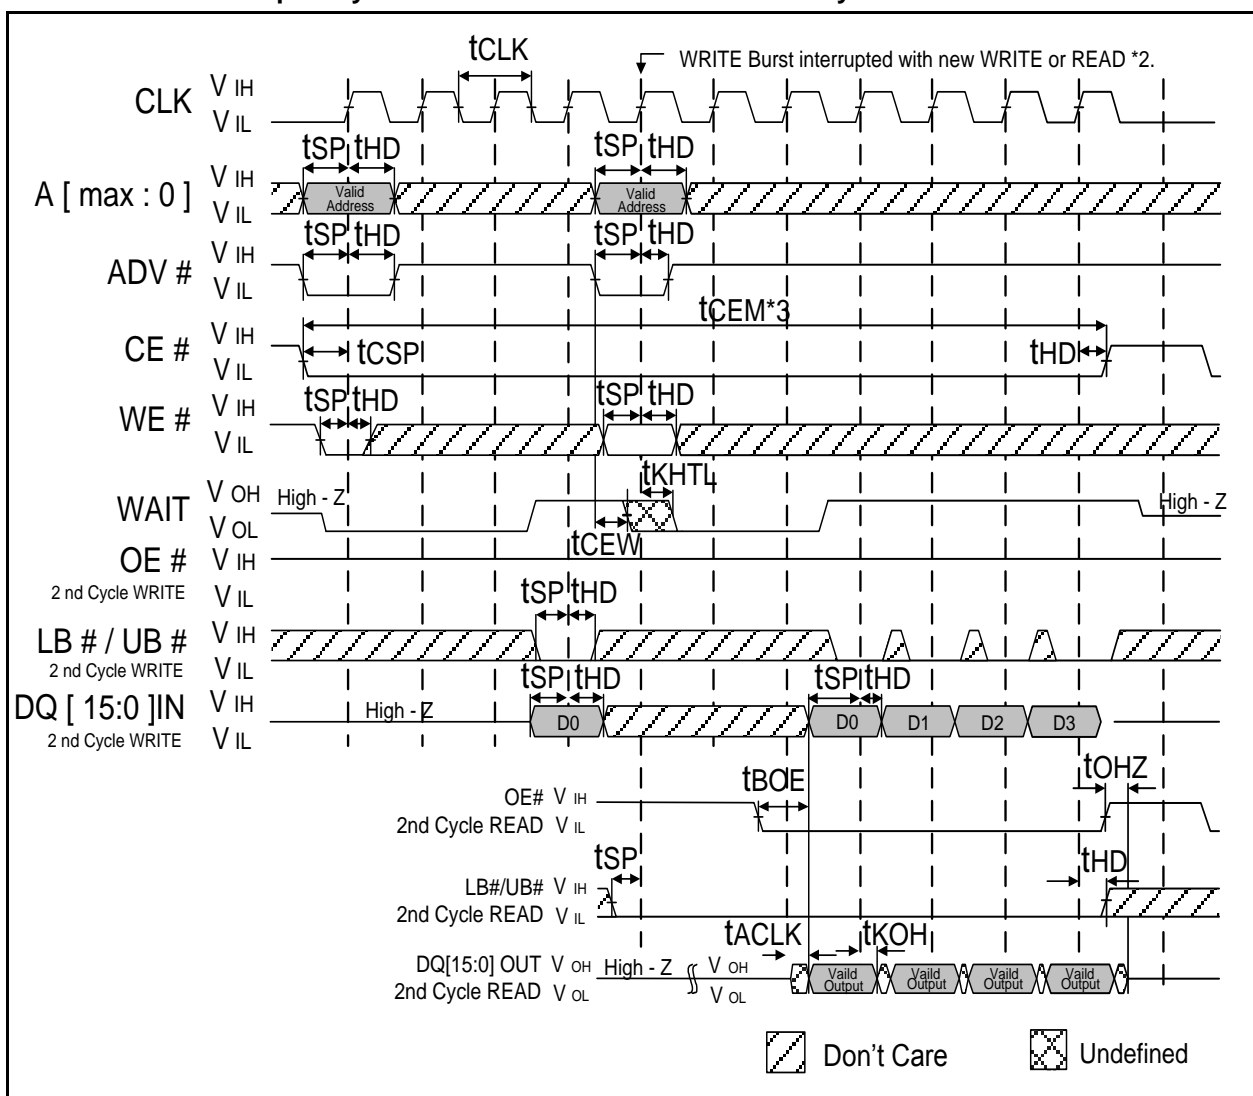 tCLK
WRITE Burst interrupted with new WRITE or READ *2.
CLK
V IH
V IL
tSP tHD
tSP tHD
A [ max : 0 ]
V IH
V IL
Valid Address
Valid Address
tSP tHD
tSP tHD
ADV #
V IH
V IL
tCEM*3
CE #
V IH
V IL
tCSP
tHD
tSP tHD
tSP tHD
WE #
V IH
V IL
tKHTL
WAIT
V OH
V OL
High - Z
High - Z
tCEW
OE #
2 nd Cycle WRITE
V IH
V IL
tSP tHD
LB # / UB #
2 nd Cycle WRITE
V IH
V IL
tSP tHD
tSP tHD
DQ [ 15:0 ]IN
2 nd Cycle WRITE
V IH
V IL
High - Z
D0
D0
D1
D2
D3
tBOE
tOHZ
OE# V IH
2nd Cycle READ V IL
tSP
tHD
LB#/UB# V IH
2nd Cycle READ V IL
tACLK
tKOH
DQ[15:0] OUT V OH High - Z V OH
2nd Cycle READ V OL V OL
Vaild Output
Vaild Output
Vaild Output
Vaild Output
Don't Care
Undefined